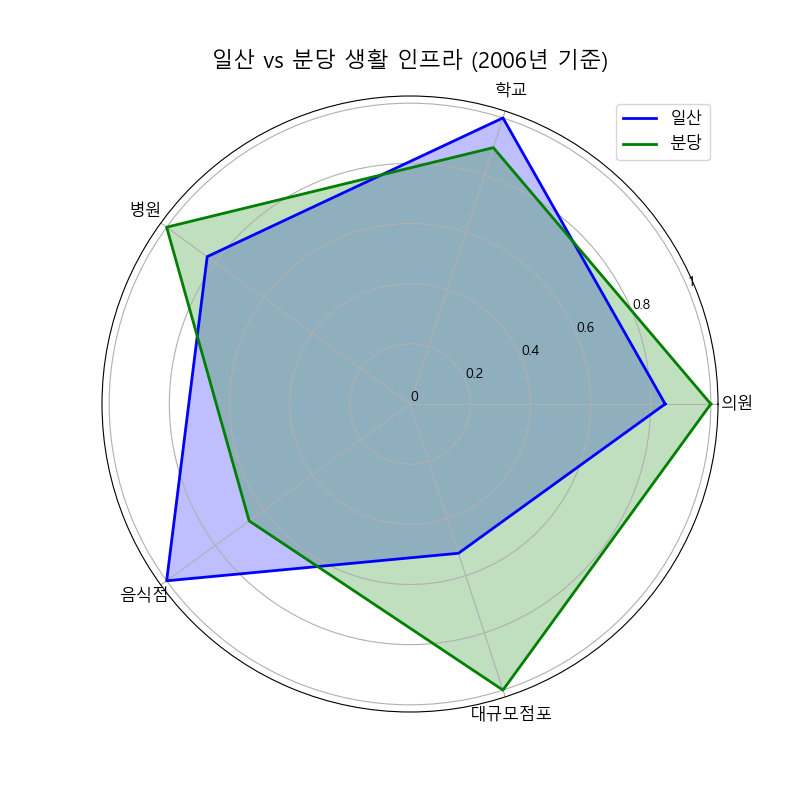 일산 vs 분당 생활 인프라 (2006년 기준)
학교
일산
분당
병원
1
0.8
0.6
0.4
0.2
0
의원
음식점
대규모점포